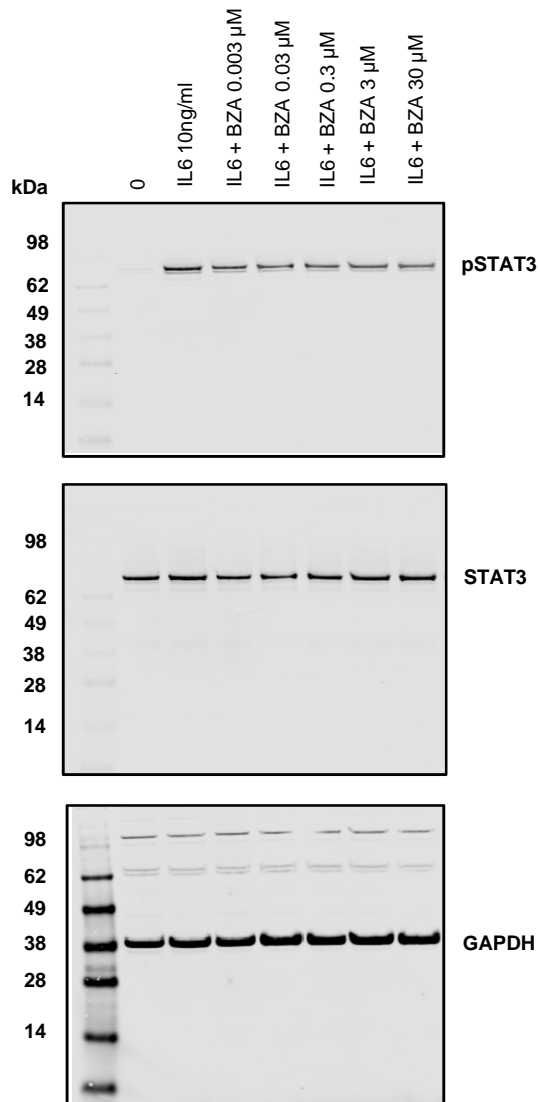 0
IL6 10ng/ml
IL6 + BZA 0.003 µM
IL6 + BZA 0.03 µM
IL6 + BZA 0.3 µM
IL6 + BZA 3 µM
IL6 + BZA 30 µM
kDa
98
62
49
38
28
14
pSTAT3
98
62
49
38
28
14
STAT3
98
62
49
38
28
14
GAPDH